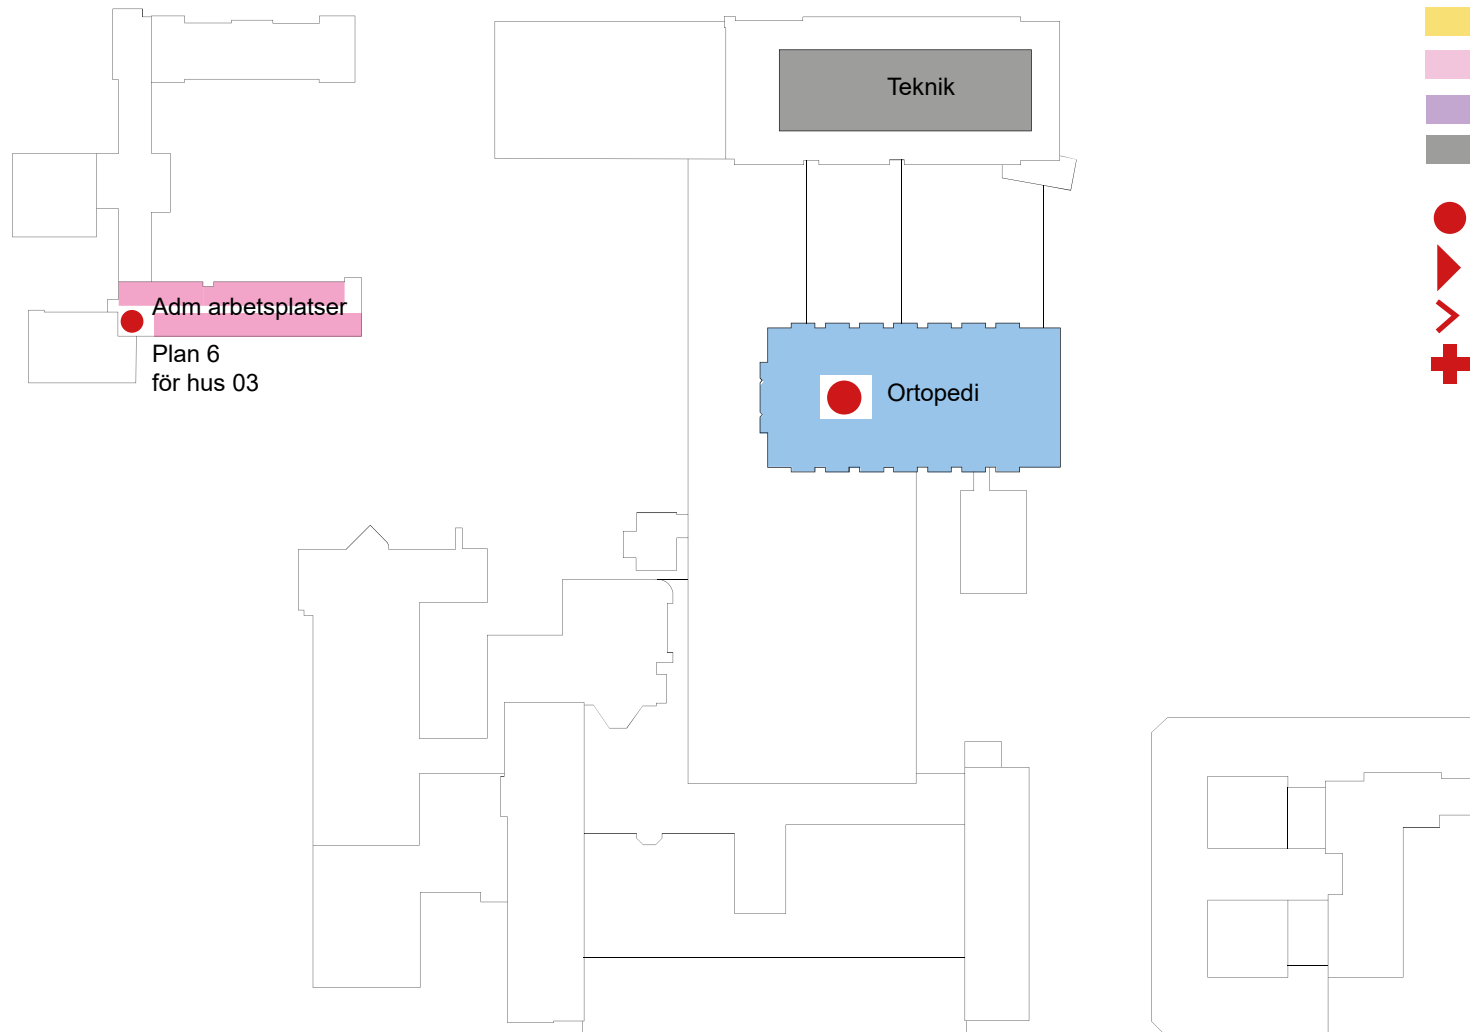 Teknik
Adm arbetsplatser
Plan 6
för hus 03
Ortopedi